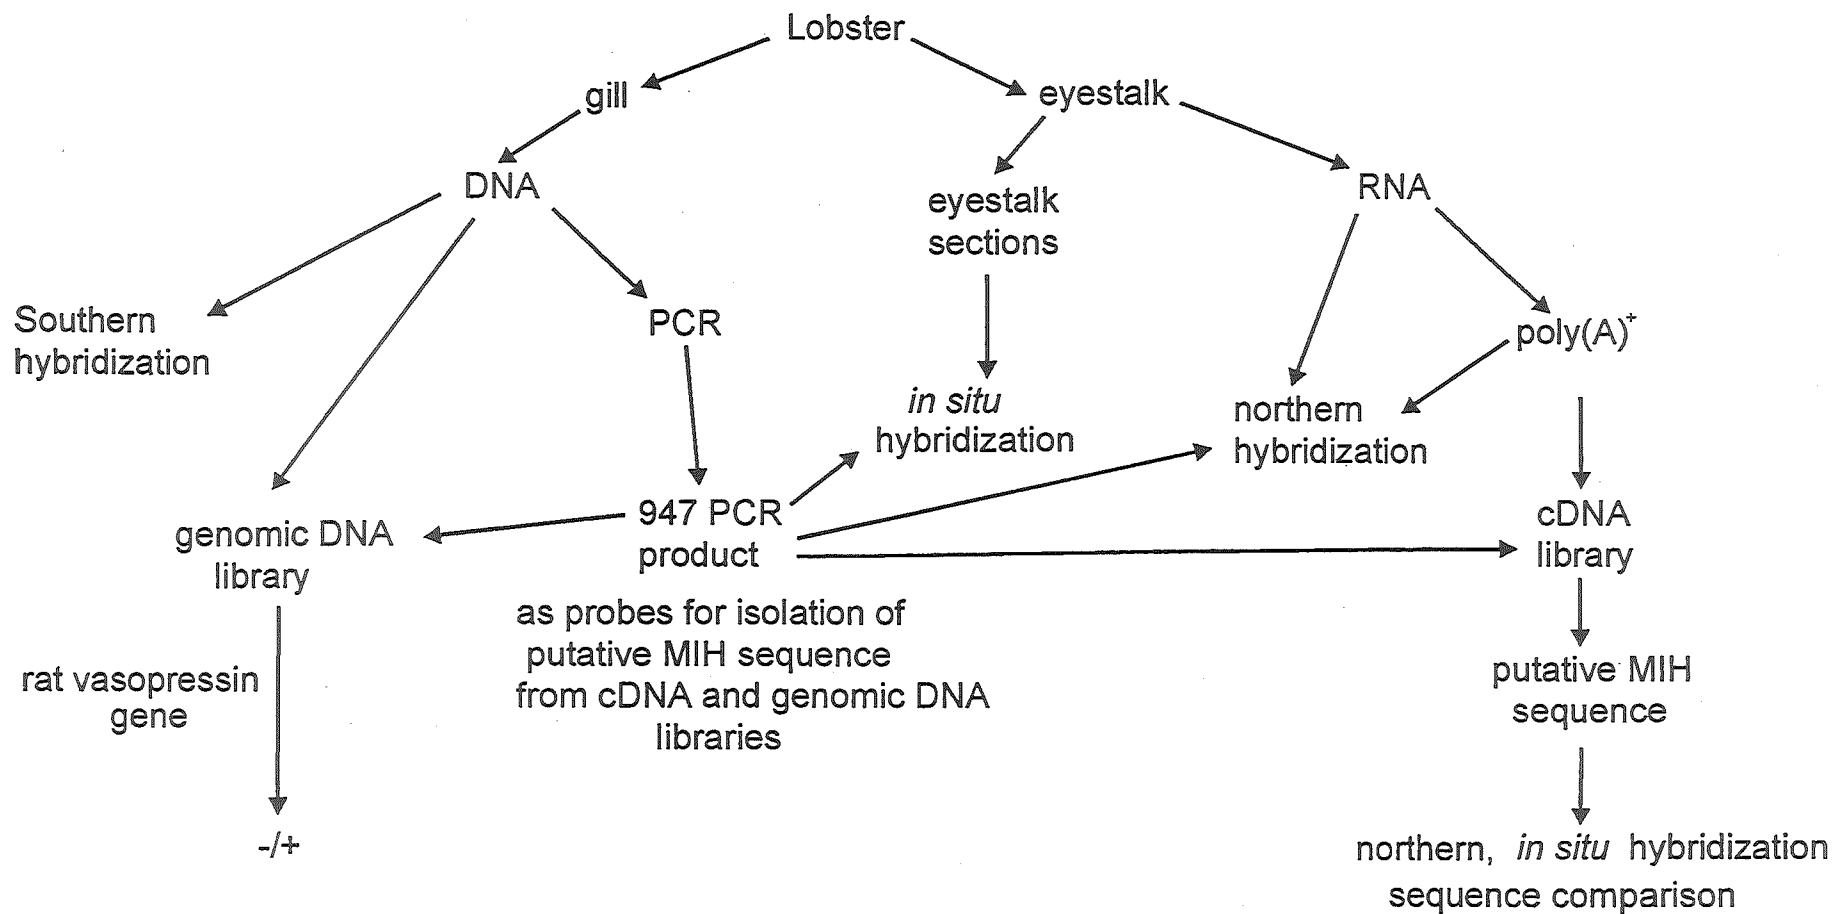 Lobster
gill
eyestalk
DNA
eyestalk
sections
RNA
Southern
hybridization
PCR
poly(A)+
in situ
hybridization
northern
hybridization
genomic DNA
library
947 PCR
product
cDNA
library
as probes for isolation of
putative MIH sequence
from cDNA and genomic DNA
libraries
rat vasopressin
gene
putative MIH
sequence
-/+
northern, in situ hybridization
sequence comparison